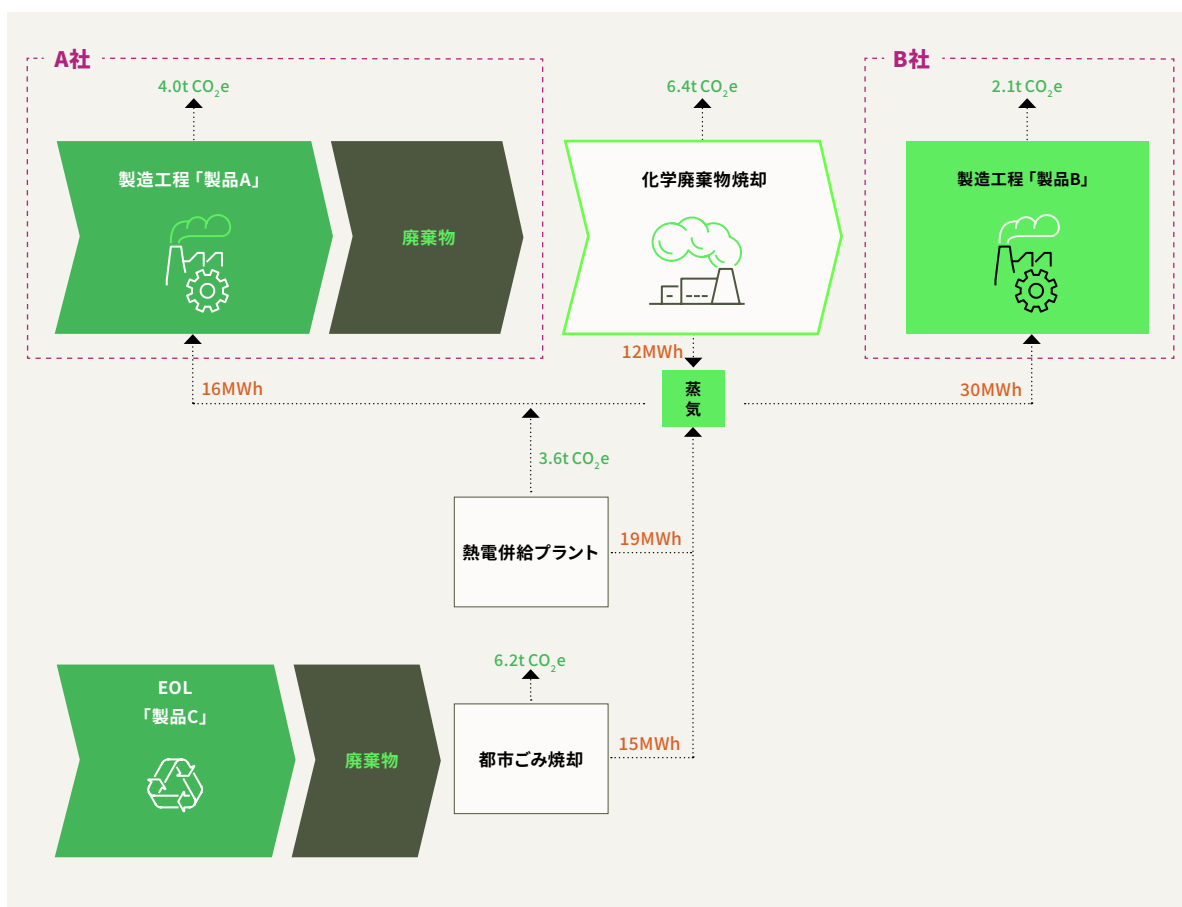 A社
B社
4.0t CO₂e
6.4t CO₂e
2.1t CO₂e
製造工程「製品A」
廃棄物
化学廃棄物焼却
製造工程「製品B」
12MWh
16MWh
蒸
気
30MWh
3.6t CO₂e
熱電併給プラント
19MWh
6.2t CO₂e
EOL
「製品C」
廃棄物
都市ごみ焼却
15MWh